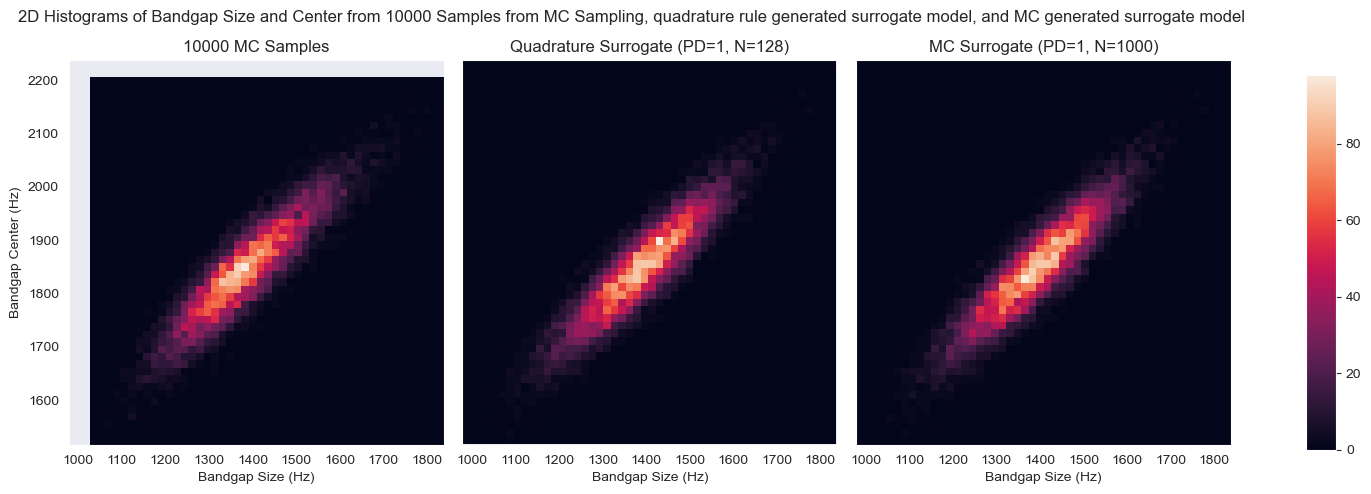 2D Histograms of Bandgap Size and Center from 10000 Samples from MC Sampling, quadrature rule generated surrogate model, and MC generated surrogate model
10000 MC Samples
Quadrature Surrogate (PD=1, N=128)
MC Surrogate (PD=1, N=1000)
Bandgap Center (Hz)
2200
2100
2000
1900
1800
1700
1600
1000 1100 1200 1300 1400 1500 1600 1700 1800
Bandgap Size (Hz)
1000 1100 1200 1300 1400 1500 1600 1700 1800
Bandgap Size (Hz)
1000 1100 1200 1300 1400 1500 1600 1700 1800
Bandgap Size (Hz)
80
60
40
20
0